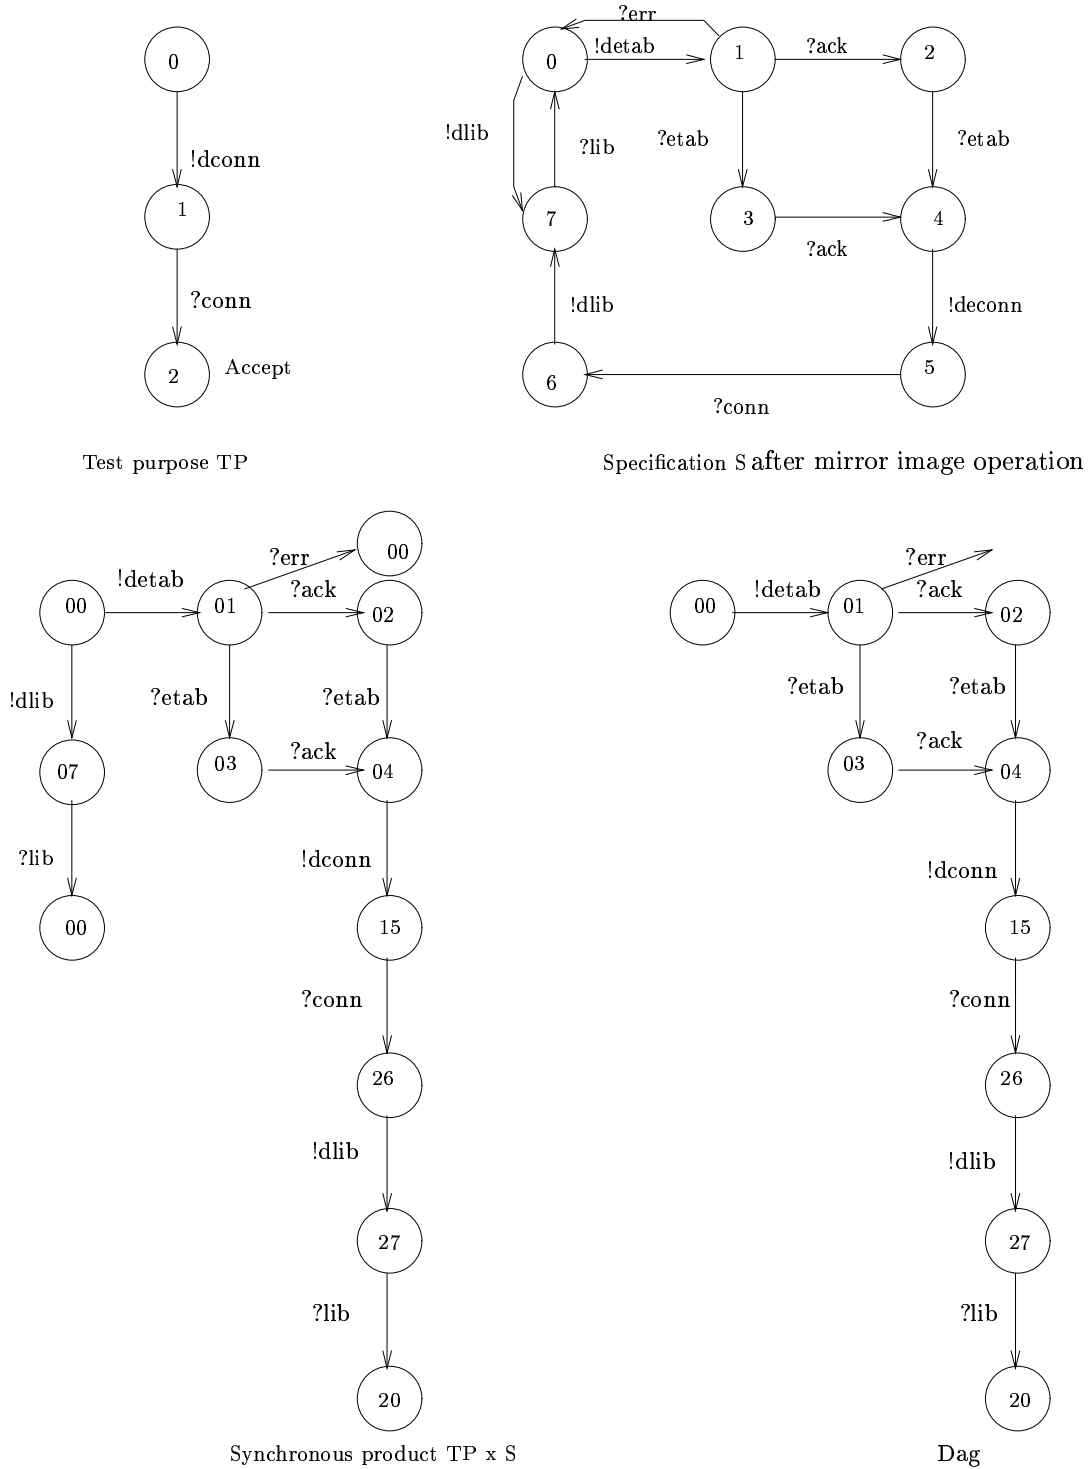 0
!dconn
1
?conn
2
Accept
Test purpose TP
?err
0
!detab
1
?ack
2
!dlib
?lib
?etab
?etab
7
3
4
?ack
!dlib
!deconn
6
5
?conn
Specification S after mirror image operation
00
?err
!detab
?ack
00
01
02
!dlib
?etab
?etab
?ack
07
03
04
?lib
!dconn
00
15
?conn
26
!dlib
27
?lib
20
Synchronous product TP x S
?err
!detab
?ack
00
01
02
?etab
?etab
?ack
03
04
!dconn
15
?conn
26
!dlib
27
?lib
20
Dag